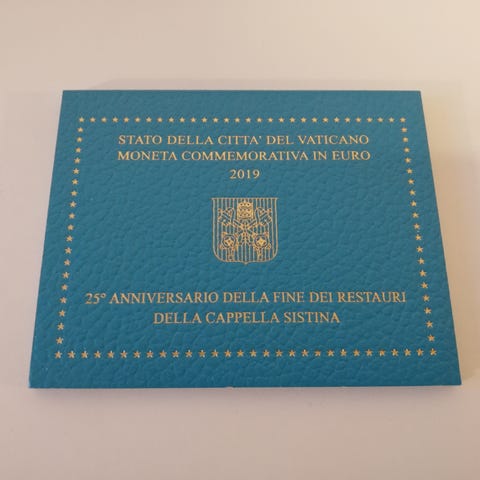 STATO DELLA CITTA' DEL VATICANO
MONETA COMMEMORATIVA IN EURO
2019
25° ANNIVERSARIO DELLA FINE DEI RESTAURI
DELLA CAPPELLA SISTINA